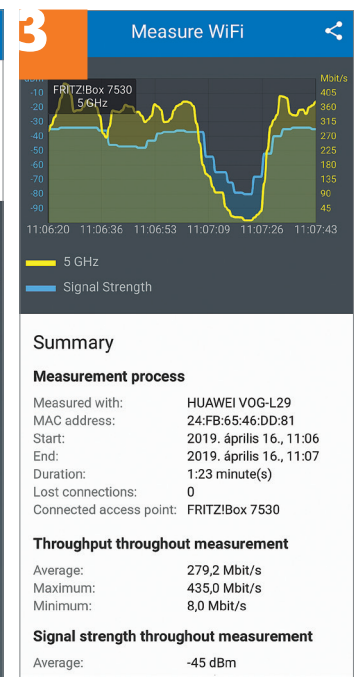 3
Measure WiFi
dBm
Mbit/s
FRITZ!Box 7530
5 GHz
-10
-20
-30
-40
-50
-60
-70
-80
-90
405
360
315
270
225
180
135
90
45
11:06:20 11:06:36 11:06:53 11:07:09 11:07:26 11:07:43
5 GHz
Signal Strength
Summary
Measurement process
Measured with: HUAWEI VOG-L29
MAC address: 24:FB:65:46:DD:81
Start: 2019. április 16., 11:06
End: 2019. április 16., 11:07
Duration: 1:23 minute(s)
Lost connections: 0
Connected access point: FRITZ!Box 7530
Throughput throughout measurement
Average: 279,2 Mbit/s
Maximum: 435,0 Mbit/s
Minimum: 8,0 Mbit/s
Signal strength throughout measurement
Average: -45 dBm